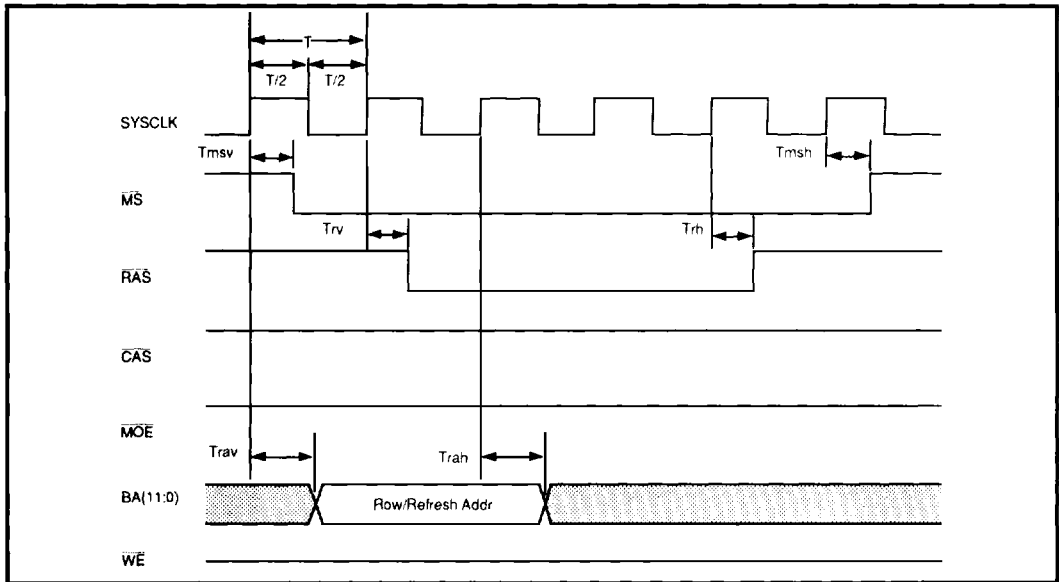 T
T/2 T/2
SYSCLK
Tmsv Tmsh
MS
Trv Trh
RAS
CAS
MOE
Trav Trah
BA(11:0) Row/Refresh Addr
WE